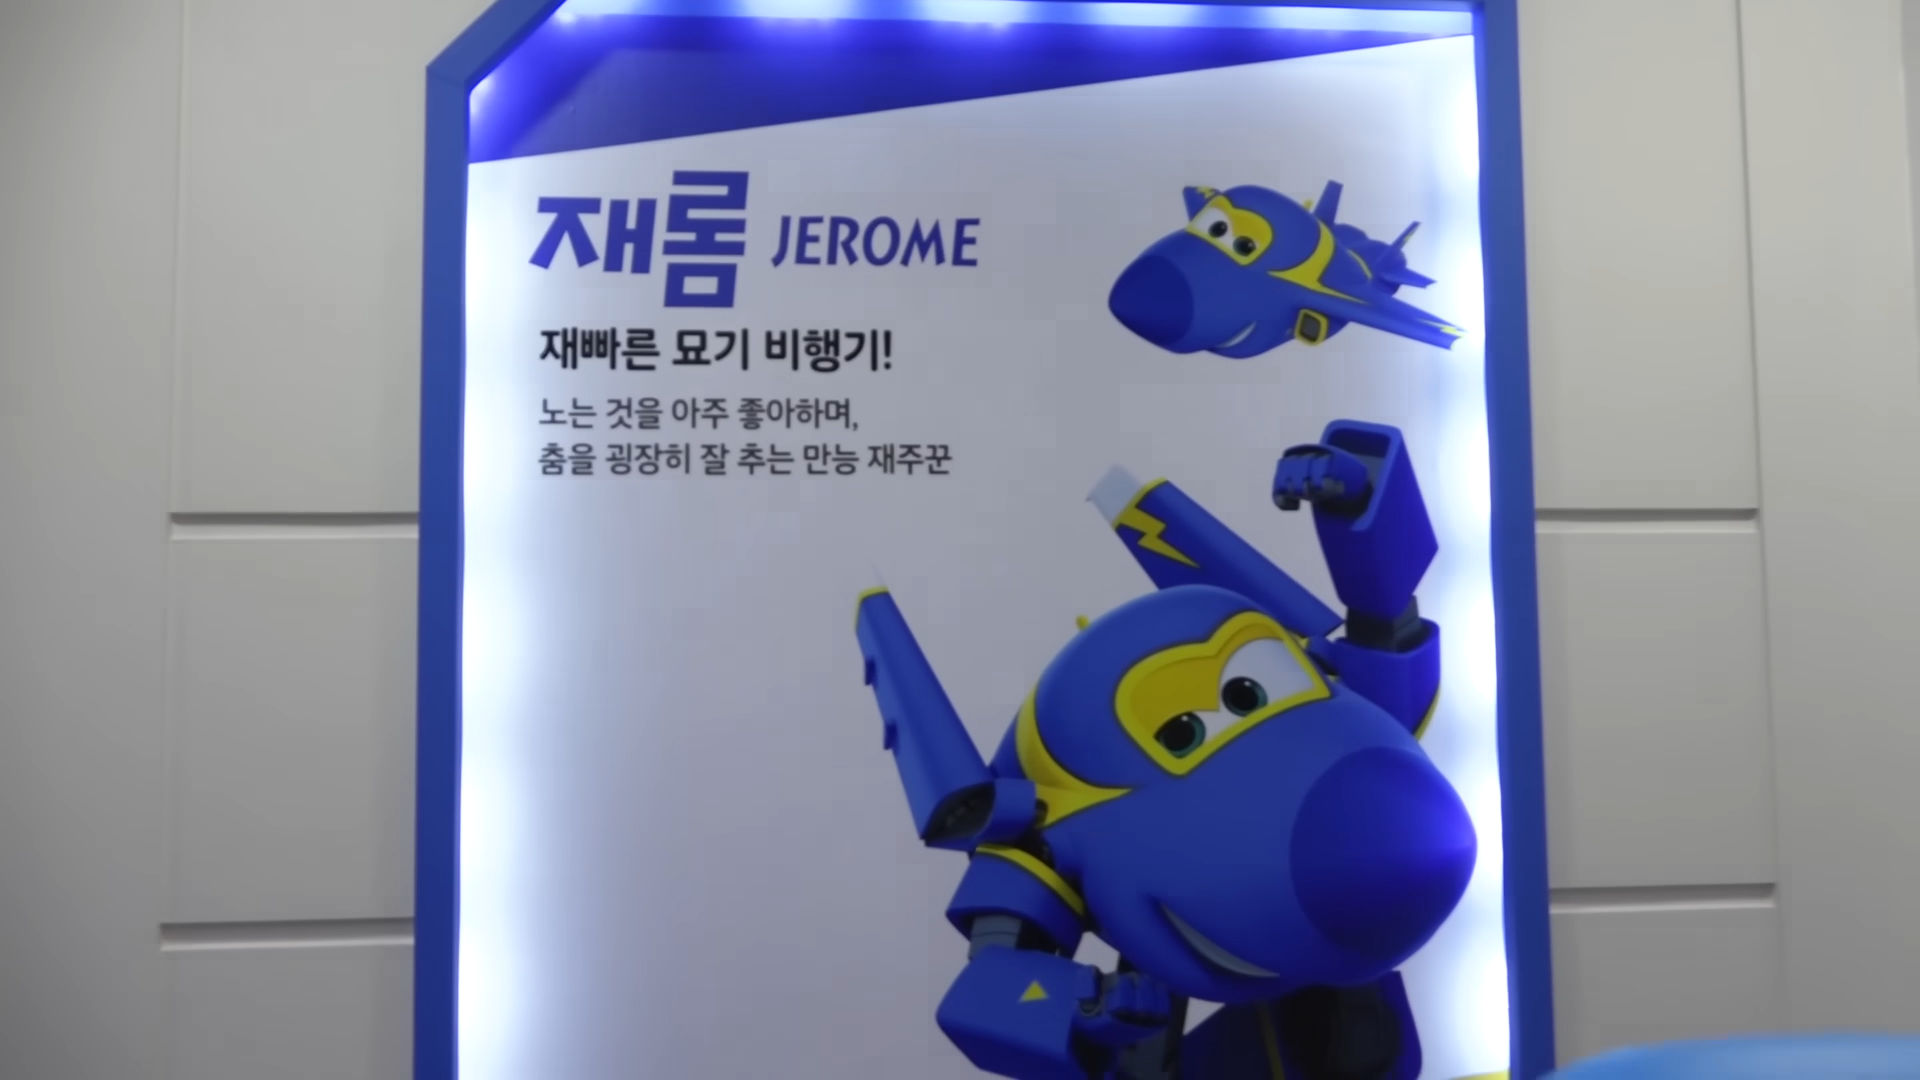 재롬 JEROME
재빠른 묘기 비행기!
노는 것을 아주 좋아하며,
춤을 굉장히 잘 추는 만능 재주꾼